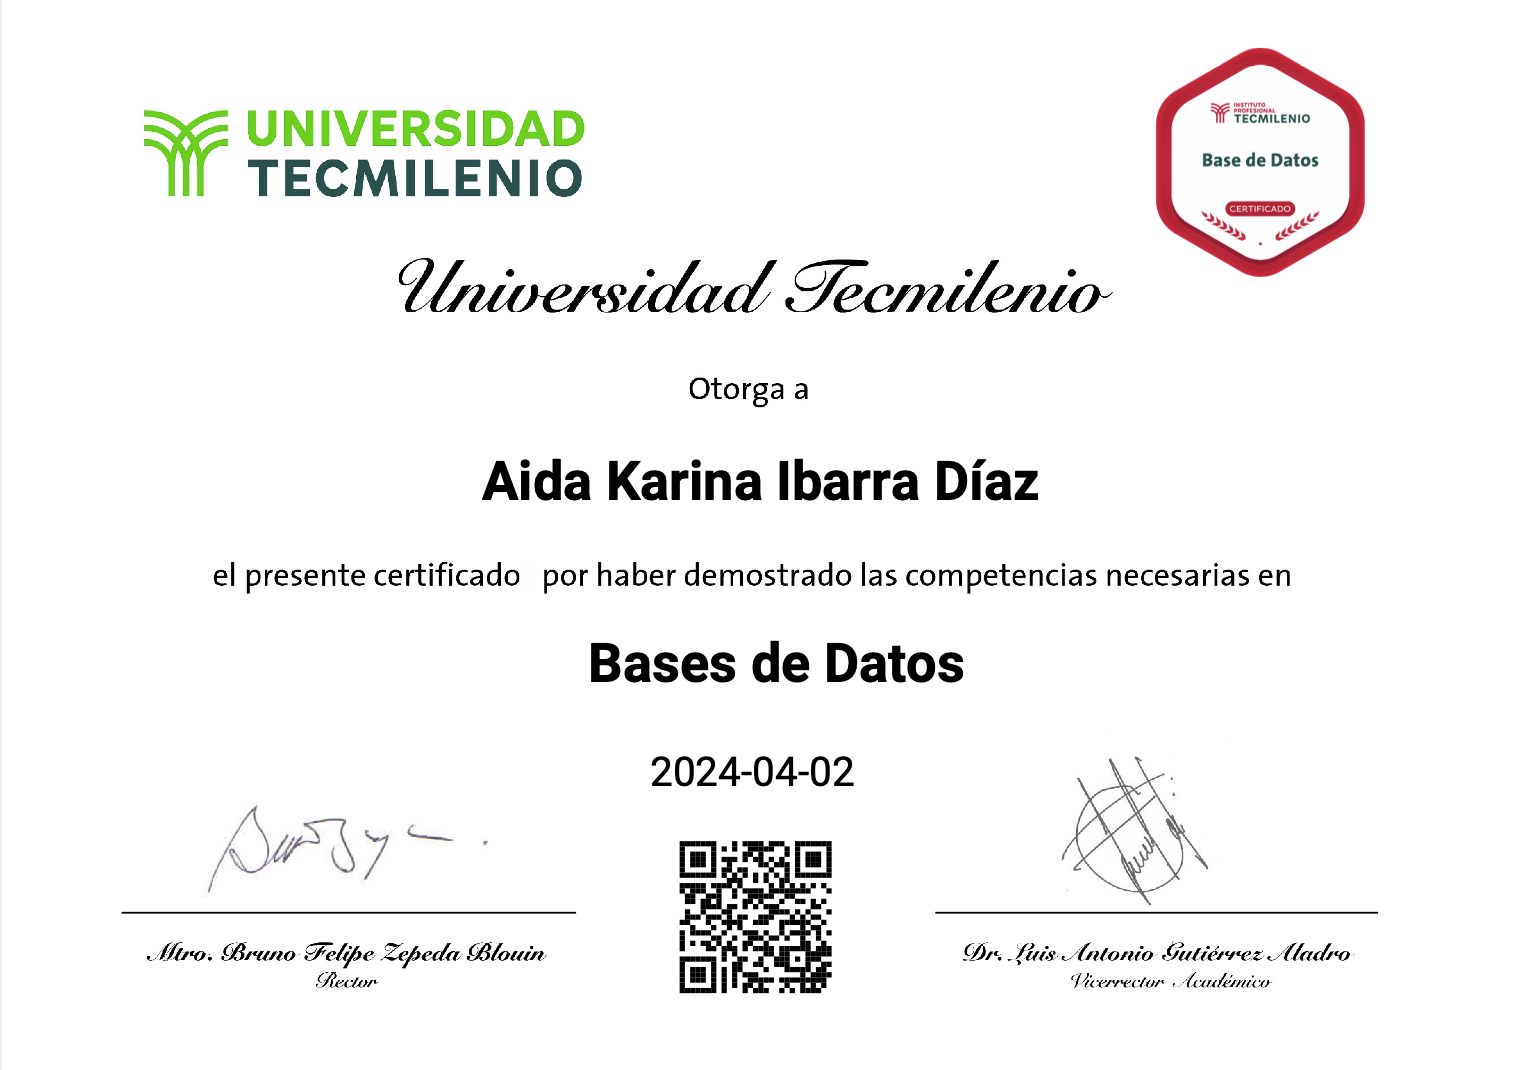 UNIVERSIDAD
TECMILENIO
INSTITUTO
PROFESIONAL
TECMILENIO
Base de Datos
CERTIFICADO
Universidad Tecmilenio
Otorga a
Aida Karina Ibarra Díaz
el presente certificado por haber demostrado las competencias necesarias en
Bases de Datos
2024-04-02
Mtro. Bruno Felipe Zepeda Blouin
Rector
Dr. Luis Antonio Gutiérrez Aladro
Vicerrector Académico